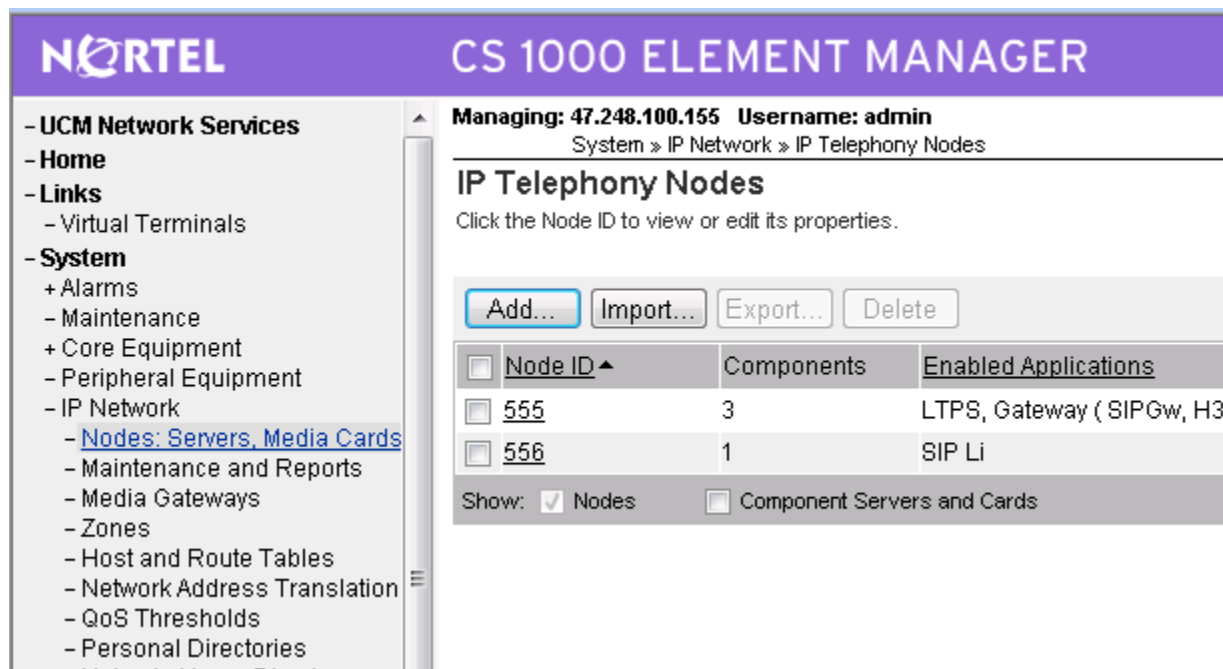 NORTEL
CS 1000 ELEMENT MANAGER
– UCM Network Services
– Home
– Links
– Virtual Terminals
– System
+ Alarms
– Maintenance
+ Core Equipment
– Peripheral Equipment
– IP Network
– Nodes: Servers, Media Cards
– Maintenance and Reports
– Media Gateways
– Zones
– Host and Route Tables
– Network Address Translation
– QoS Thresholds
– Personal Directories
Managing: 47.248.100.155 Username: admin
System » IP Network » IP Telephony Nodes
IP Telephony Nodes
Click the Node ID to view or edit its properties.
Add... Import... Export... Delete
Node ID Components Enabled Applications
555 3 LTPS, Gateway ( SIPGw, H3
556 1 SIP Li
Show: Nodes Component Servers and Cards